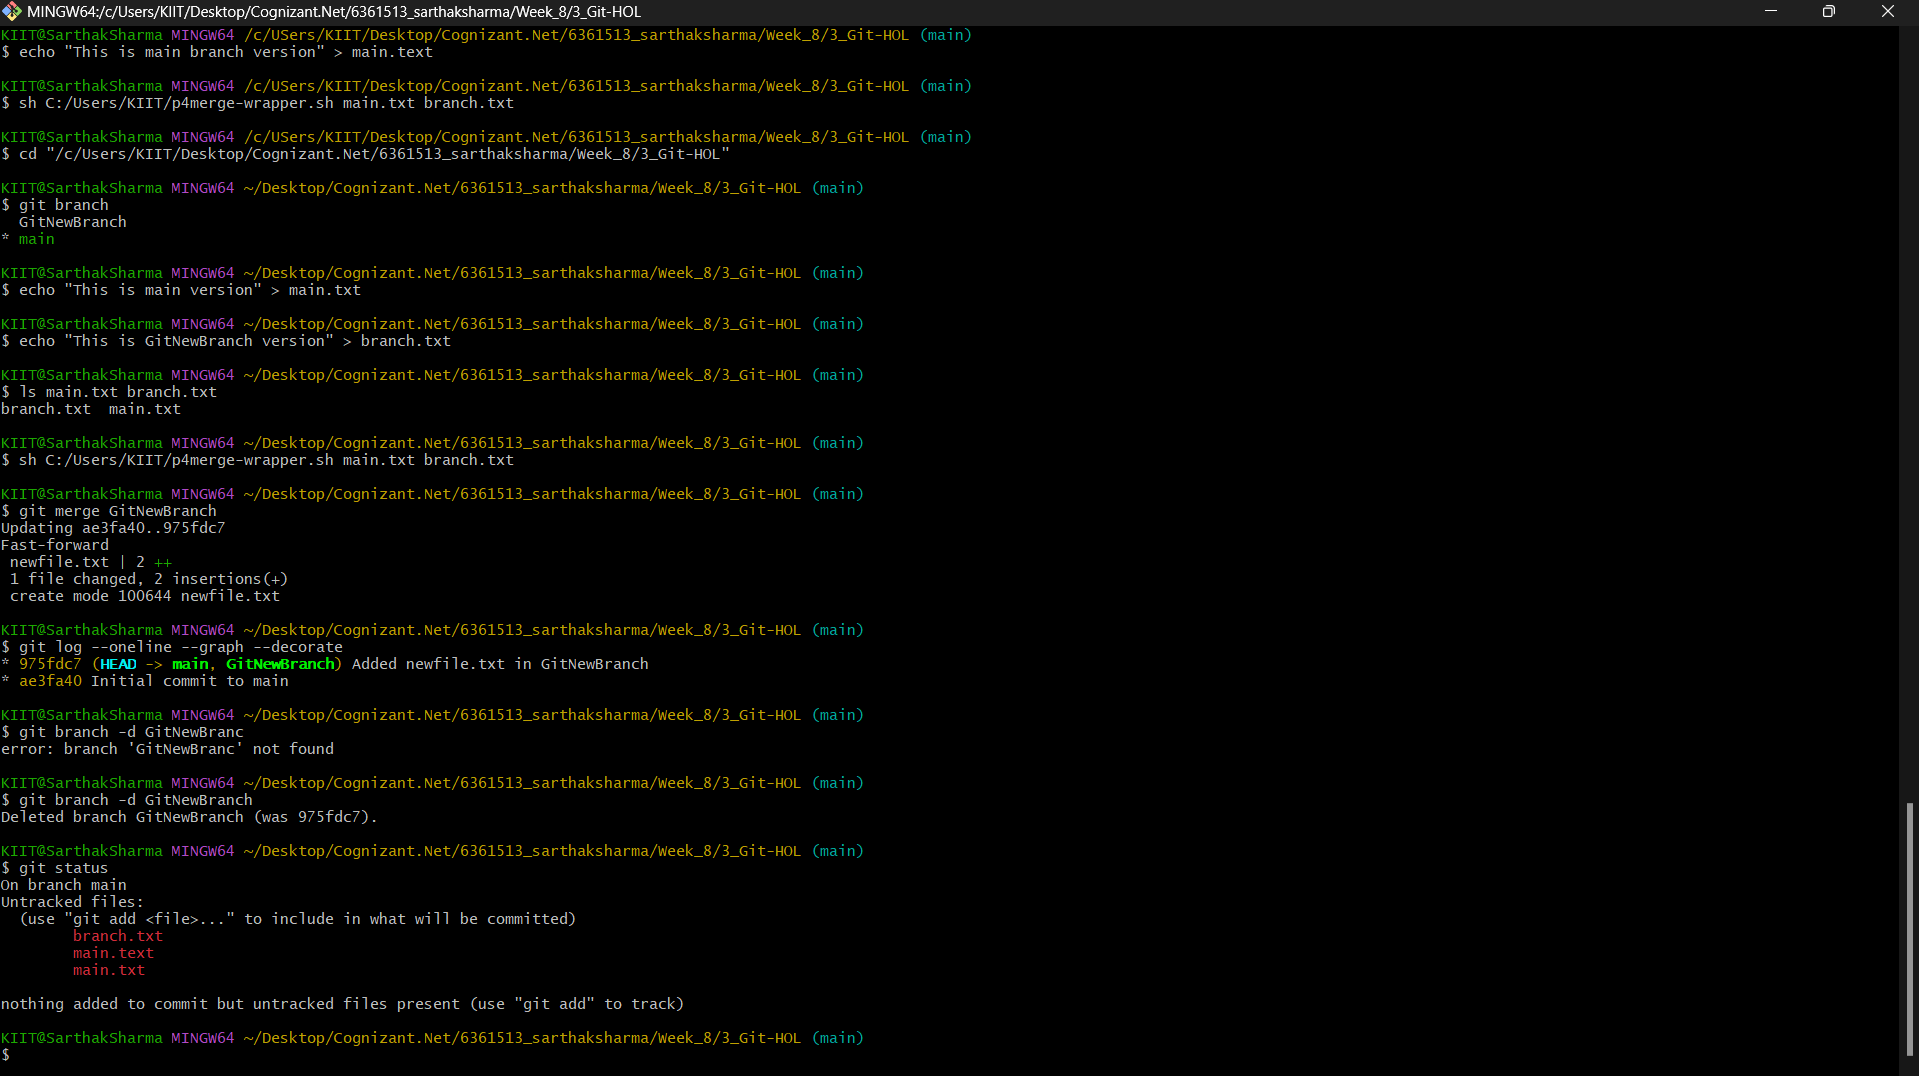 MINGW64:/c/Users/KIIT/Desktop/Cognizant.Net/6361513_sarthaksharma/Week_8/3_Git-HOL
KIIT@SarthakSharma MINGW64 /c/USers/KIIT/Desktop/Cognizant.Net/6361513_sarthaksharma/Week_8/3_Git-HOL (main)
$ echo "This is main branch version" > main.text
KIIT@SarthakSharma MINGW64 /c/USers/KIIT/Desktop/Cognizant.Net/6361513_sarthaksharma/Week_8/3_Git-HOL (main)
$ sh C:/Users/KIIT/p4merge-wrapper.sh main.txt branch.txt
KIIT@SarthakSharma MINGW64 /c/USers/KIIT/Desktop/Cognizant.Net/6361513_sarthaksharma/Week_8/3_Git-HOL (main)
$ cd "/c/Users/KIIT/Desktop/Cognizant.Net/6361513_sarthaksharma/Week_8/3_Git-HOL"
KIIT@SarthakSharma MINGW64 ~/Desktop/Cognizant.Net/6361513_sarthaksharma/Week_8/3_Git-HOL (main)
$ git branch
  GitNewBranch
* main
KIIT@SarthakSharma MINGW64 ~/Desktop/Cognizant.Net/6361513_sarthaksharma/Week_8/3_Git-HOL (main)
$ echo "This is main version" > main.txt
KIIT@SarthakSharma MINGW64 ~/Desktop/Cognizant.Net/6361513_sarthaksharma/Week_8/3_Git-HOL (main)
$ echo "This is GitNewBranch version" > branch.txt
KIIT@SarthakSharma MINGW64 ~/Desktop/Cognizant.Net/6361513_sarthaksharma/Week_8/3_Git-HOL (main)
$ ls main.txt branch.txt
branch.txt  main.txt
KIIT@SarthakSharma MINGW64 ~/Desktop/Cognizant.Net/6361513_sarthaksharma/Week_8/3_Git-HOL (main)
$ sh C:/Users/KIIT/p4merge-wrapper.sh main.txt branch.txt
KIIT@SarthakSharma MINGW64 ~/Desktop/Cognizant.Net/6361513_sarthaksharma/Week_8/3_Git-HOL (main)
$ git merge GitNewBranch
Updating ae3fa40..975fdc7
Fast-forward
 newfile.txt | 2 ++
 1 file changed, 2 insertions(+)
 create mode 100644 newfile.txt
KIIT@SarthakSharma MINGW64 ~/Desktop/Cognizant.Net/6361513_sarthaksharma/Week_8/3_Git-HOL (main)
$ git log --oneline --graph --decorate
* 975fdc7 (HEAD -> main, GitNewBranch) Added newfile.txt in GitNewBranch
* ae3fa40 Initial commit to main
KIIT@SarthakSharma MINGW64 ~/Desktop/Cognizant.Net/6361513_sarthaksharma/Week_8/3_Git-HOL (main)
$ git branch -d GitNewBranc
error: branch 'GitNewBranc' not found
KIIT@SarthakSharma MINGW64 ~/Desktop/Cognizant.Net/6361513_sarthaksharma/Week_8/3_Git-HOL (main)
$ git branch -d GitNewBranch
Deleted branch GitNewBranch (was 975fdc7).
KIIT@SarthakSharma MINGW64 ~/Desktop/Cognizant.Net/6361513_sarthaksharma/Week_8/3_Git-HOL (main)
$ git status
On branch main
Untracked files:
  (use "git add <file>..." to include in what will be committed)
        branch.txt
        main.text
        main.txt
nothing added to commit but untracked files present (use "git add" to track)
KIIT@SarthakSharma MINGW64 ~/Desktop/Cognizant.Net/6361513_sarthaksharma/Week_8/3_Git-HOL (main)
$